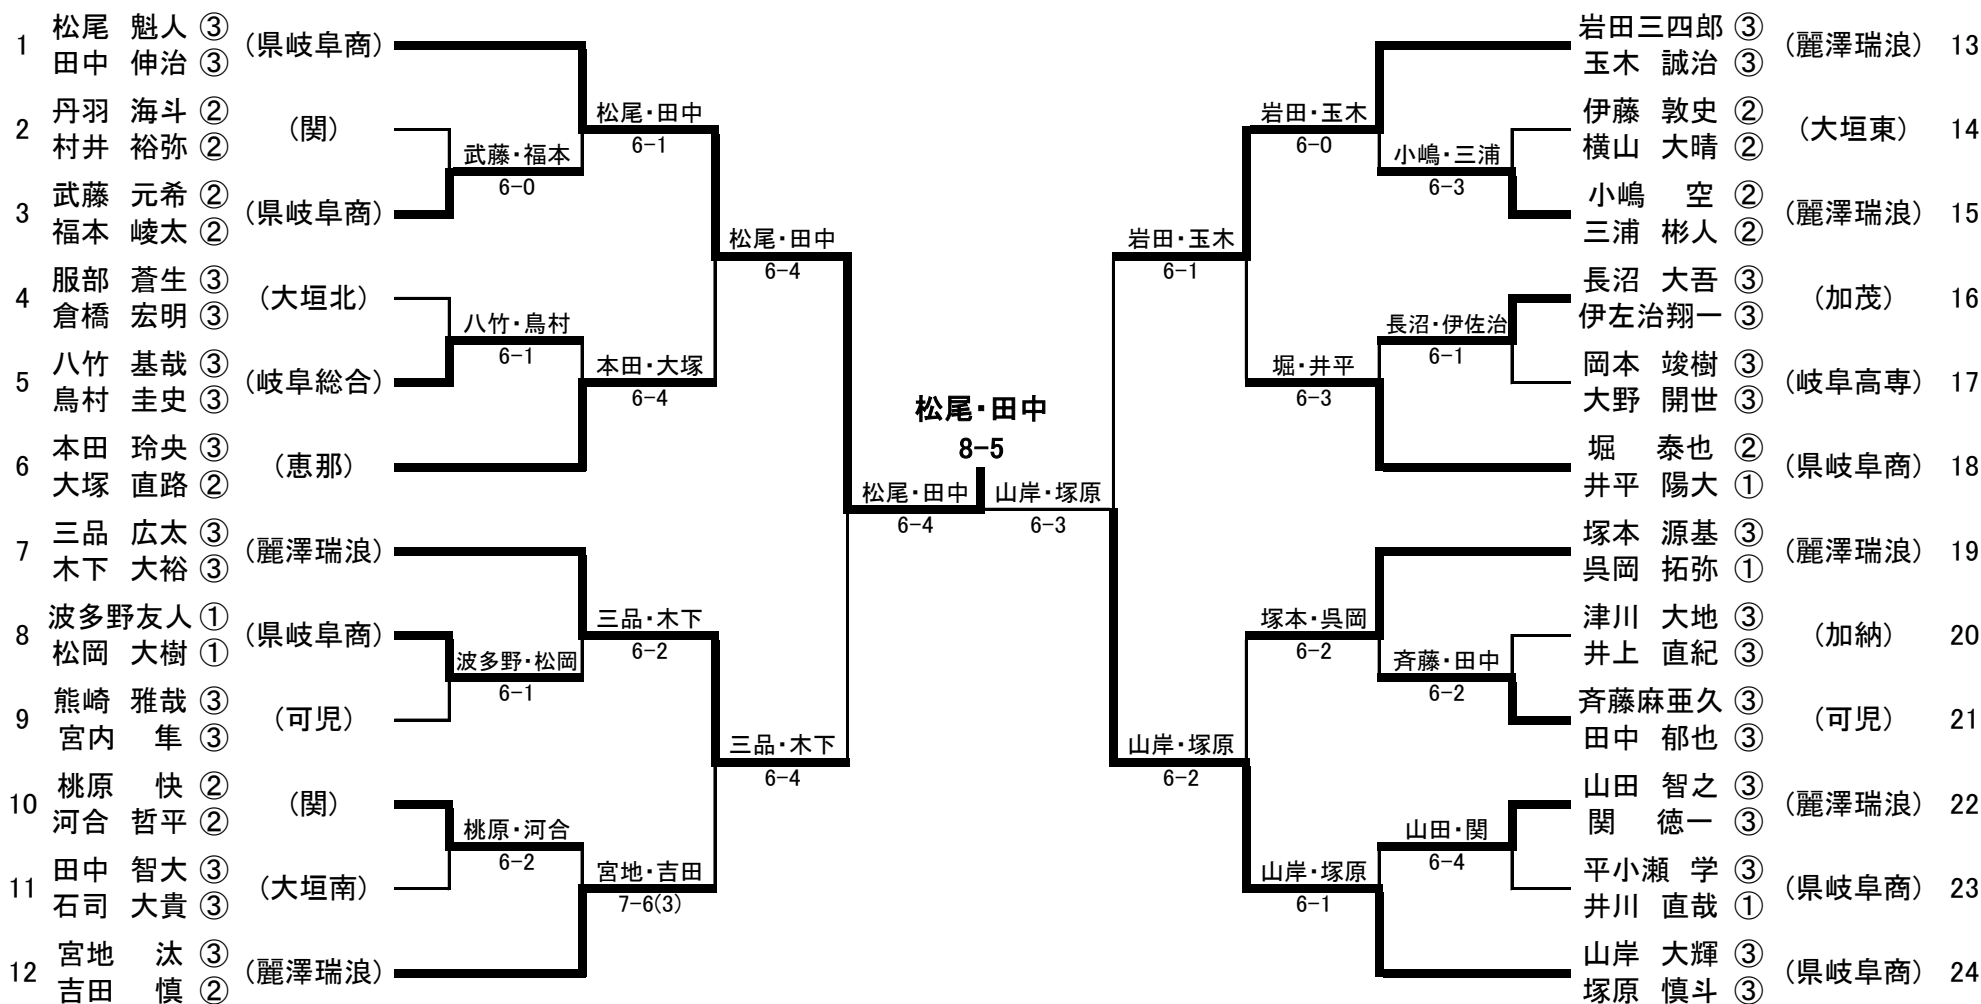 松尾 魁人 ③
1 (県岐阜商)
田中 伸治 ③
丹羽 海斗 ②
2 (関)
村井 裕弥 ②
武藤 元希 ②
3 (県岐阜商)
福本 崚太 ②
服部 蒼生 ③
4 (大垣北)
倉橋 宏明 ③
八竹 基哉 ③
5 (岐阜総合)
鳥村 圭史 ③
本田 玲央 ③
6 (恵那)
大塚 直路 ②
三品 広太 ③
7 (麗澤瑞浪)
木下 大裕 ③
波多野友人 ①
8 (県岐阜商)
松岡 大樹 ①
熊崎 雅哉 ③
9 (可児)
宮内 隼 ③
桃原 快 ②
10 (関)
河合 哲平 ②
田中 智大 ③
11 (大垣南)
石司 大貴 ③
宮地 汰 ③
12 (麗澤瑞浪)
吉田 慎 ②
武藤・福本
6-0
八竹・鳥村
6-1
波多野・松岡
6-1
桃原・河合
6-2
松尾・田中
6-1
本田・大塚
6-4
三品・木下
6-2
宮地・吉田
7-6(3)
松尾・田中
6-4
三品・木下
6-4
松尾・田中
6-4
松尾・田中
8-5
山岸・塚原
6-3
岩田・玉木
6-1
山岸・塚原
6-2
岩田・玉木
6-0
堀・井平
6-3
塚本・呉岡
6-2
山岸・塚原
6-1
小嶋・三浦
6-3
長沼・伊佐治
6-1
斉藤・田中
6-2
山田・関
6-4
岩田三四郎 ③
(麗澤瑞浪) 13
玉木 誠治 ③
伊藤 敦史 ②
(大垣東) 14
横山 大晴 ②
小嶋 空 ②
(麗澤瑞浪) 15
三浦 彬人 ②
長沼 大吾 ③
(加茂) 16
伊左治翔一 ③
岡本 竣樹 ③
(岐阜高専) 17
大野 開世 ③
堀 泰也 ②
(県岐阜商) 18
井平 陽大 ①
塚本 源基 ③
(麗澤瑞浪) 19
呉岡 拓弥 ①
津川 大地 ③
(加納) 20
井上 直紀 ③
斉藤麻亜久 ③
(可児) 21
田中 郁也 ③
山田 智之 ③
(麗澤瑞浪) 22
関 徳一 ③
平小瀬 学 ③
(県岐阜商) 23
井川 直哉 ①
山岸 大輝 ③
(県岐阜商) 24
塚原 慎斗 ③